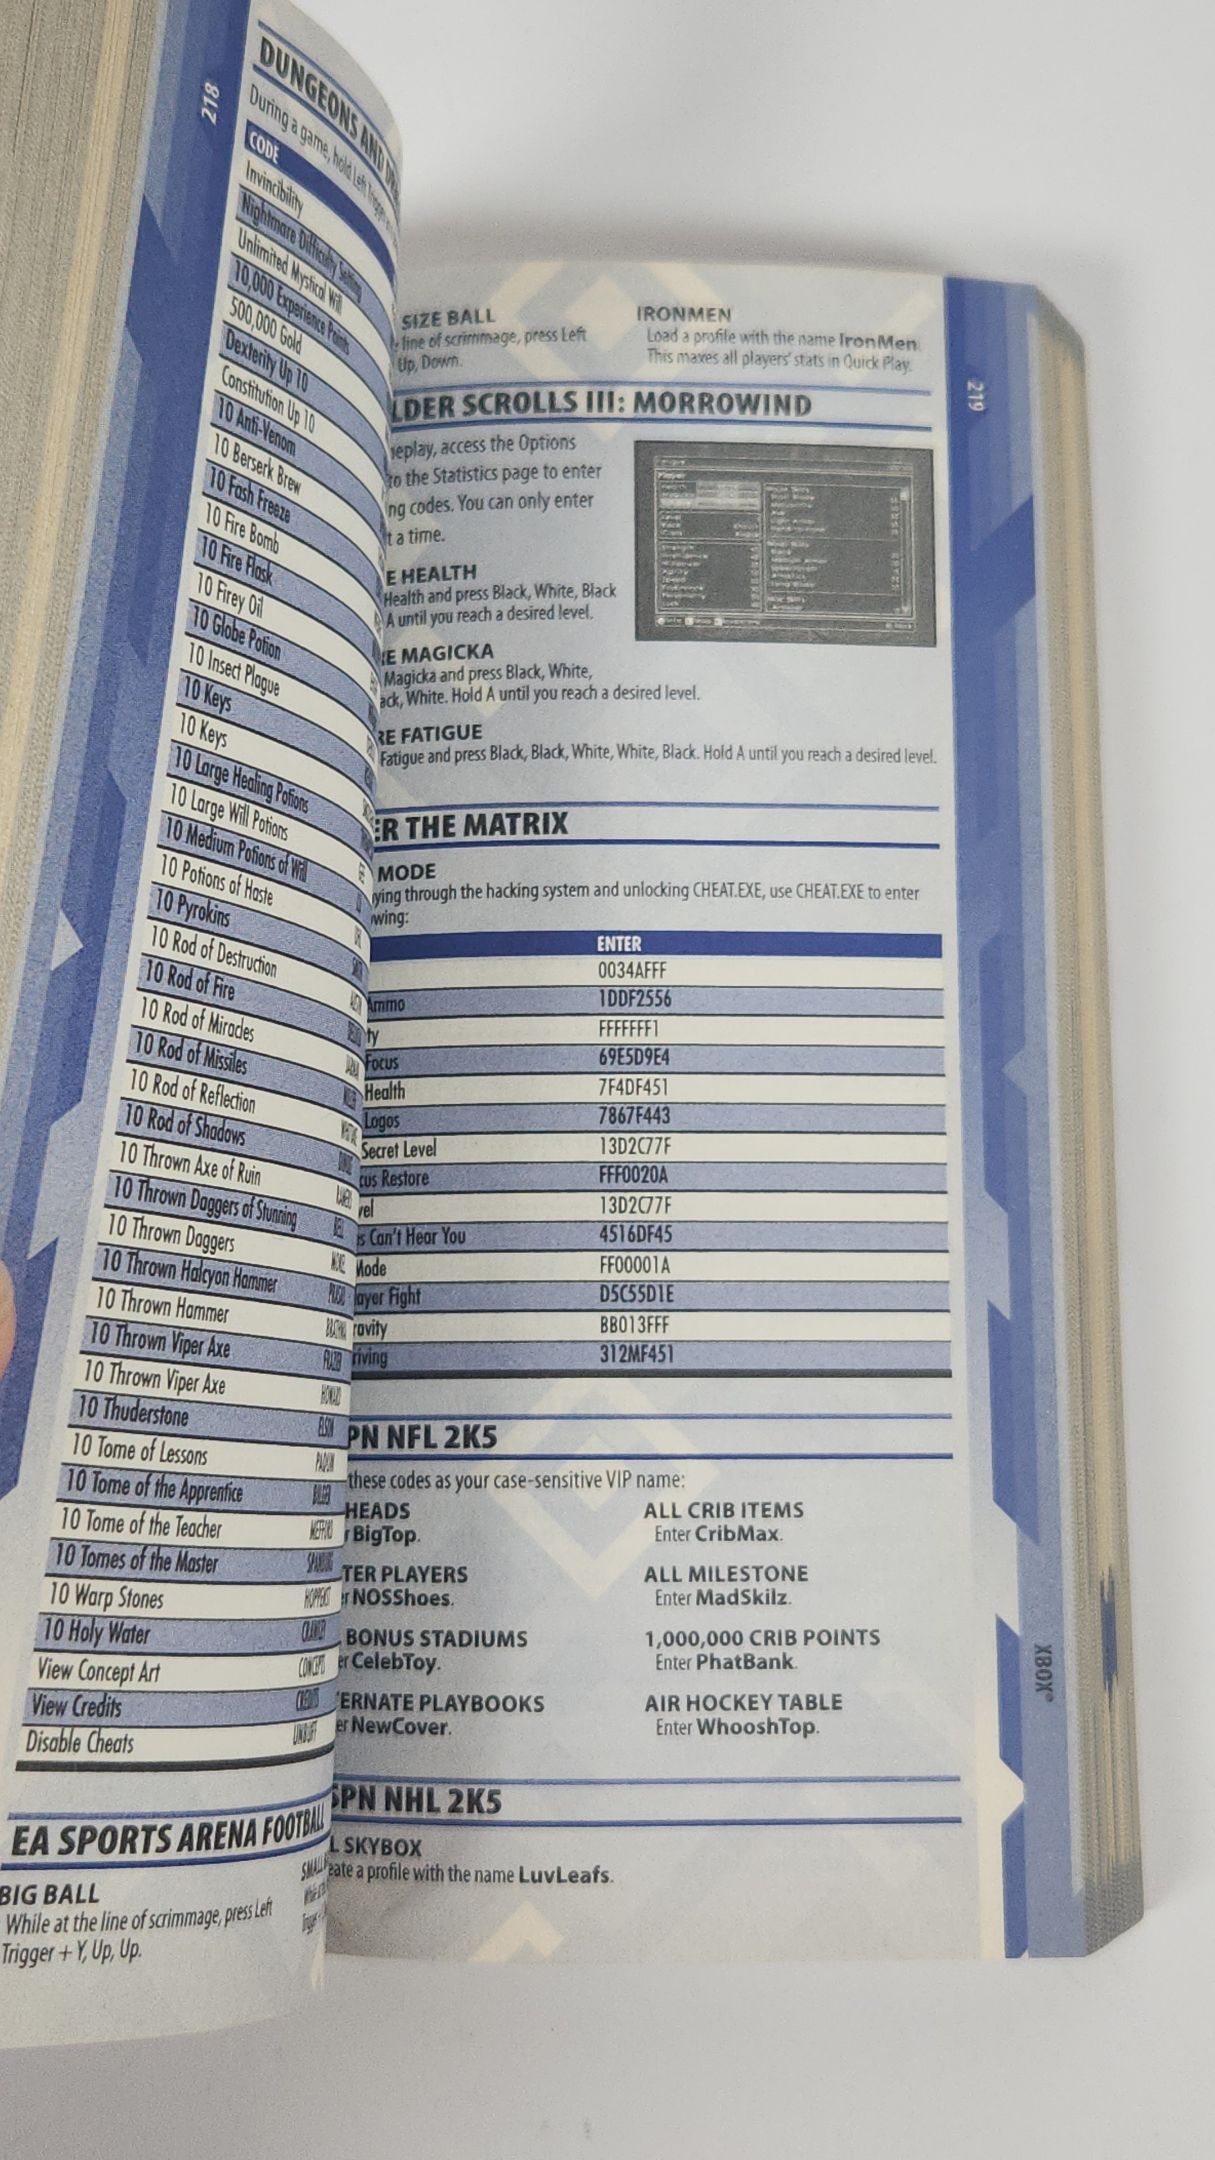 218
DUNGEONS AND
During a game, hold Left Trigger
CODE
Invincibility
Nightmare Difficulty Setting
Unlimited Mystical Will
10,000 Experience Points
500,000 Gold
Dexterity Up 10
Constitution Up 10
10 Anti-Venom
10 Berserk Brew
10 Fash Freeze
10 Fire Bomb
10 Fire Flask
10 Firey Oil
10 Globe Potion
10 Insect Plague
10 Keys
10 Keys
10 Large Healing Potions
10 Large Will Potions
10 Medium Potions of Will
10 Potions of Haste
10 Pyrokins
10 Rod of Destruction
10 Rod of Fire
10 Rod of Miracles
10 Rod of Missiles
10 Rod of Reflection
10 Rod of Shadows
10 Thrown Axe of Ruin
10 Thrown Daggers of Stunning
10 Thrown Daggers
10 Thrown Halcyon Hammer
10 Thrown Hammer
10 Thrown Viper Axe
10 Thrown Viper Axe
10 Thuderstone
10 Tome of Lessons
10 Tome of the Apprentice
10 Tome of the Teacher
10 Tomes of the Master
10 Warp Stones
10 Holy Water
View Concept Art
View Credits
Disable Cheats
EA SPORTS ARENA FOOTBALL
BIG BALL
While at the line of scrimmage, press Left
Trigger + Y, Up, Up.
219
SIZE BALL
line of scrimmage, press Left
Up, Down.
IRONMEN
Load a profile with the name IronMen.
This maxes all players' stats in Quick Play.
LDER SCROLLS III: MORROWIND
eplay, access the Options
to the Statistics page to enter
ng codes. You can only enter
t a time.
E HEALTH
Health and press Black, White, Black
A until you reach a desired level.
E MAGICKA
Magicka and press Black, White,
ack, White. Hold A until you reach a desired level.
RE FATIGUE
Fatigue and press Black, Black, White, White, Black. Hold A until you reach a desired level.
ER THE MATRIX
MODE
ying through the hacking system and unlocking CHEAT.EXE, use CHEAT.EXE to enter
wing:
ENTER
0034AFFF
Ammo 1DDF2556
ty FFFFFFF1
Focus 69E5D9E4
Health 7F4DF451
Logos 7867F443
Secret Level 13D2C77F
cus Restore FFF0020A
vel 13D2C77F
s Can't Hear You 4516DF45
Mode FF00001A
ayer Fight D5C55D1E
ravity BB013FFF
riving 312MF451
PN NFL 2K5
these codes as your case-sensitive VIP name:
HEADS
r BigTop.
TER PLAYERS
r NOSShoes.
BONUS STADIUMS
er CelebToy.
ERNATE PLAYBOOKS
er NewCover.
ALL CRIB ITEMS
Enter CribMax.
ALL MILESTONE
Enter MadSkilz.
1,000,000 CRIB POINTS
Enter PhatBank.
AIR HOCKEY TABLE
Enter WhooshTop.
SPN NHL 2K5
L SKYBOX
eate a profile with the name LuvLeafs.
XBOX®